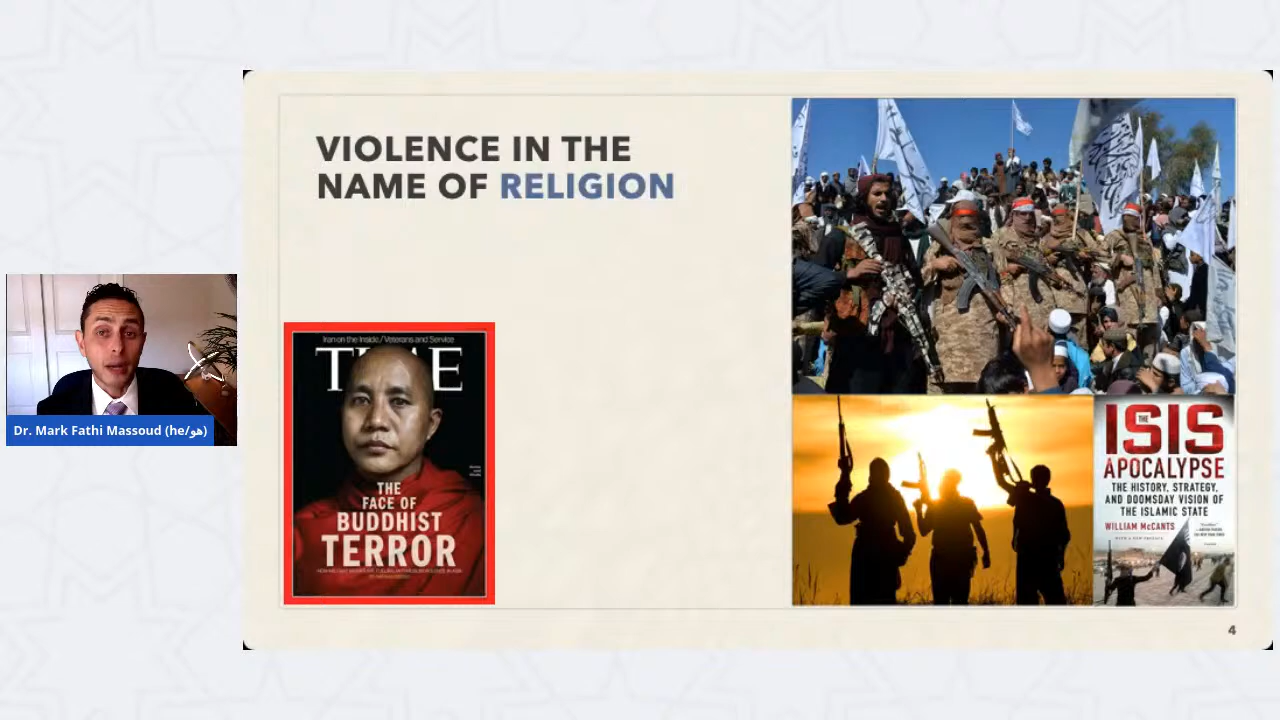 VIOLENCE IN THE
NAME OF RELIGION
Dr. Mark Fathi Massoud (he/هو)
Iran on the Inside / Veterans and Service
TIME
THE
FACE OF
BUDDHIST
TERROR
THE
ISIS
APOCALYPSE
THE HISTORY, STRATEGY,
AND DOOMSDAY VISION OF
THE ISLAMIC STATE
WILLIAM McCANTS
4